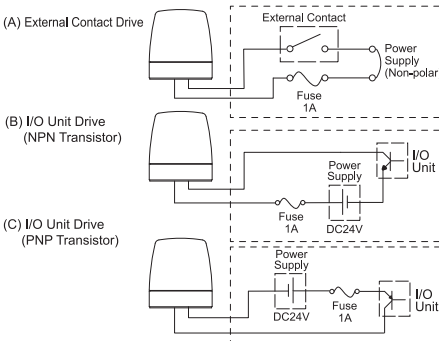 (A) External Contact Drive
External Contact
Power
Supply
(Non-polar
Fuse
1A
(B) I/O Unit Drive
(NPN Transistor)
Power
Supply
I/O
Unit
Fuse
1A
DC24V
(C) I/O Unit Drive
(PNP Transistor)
Power
Supply
DC24V
Fuse
1A
I/O
Unit